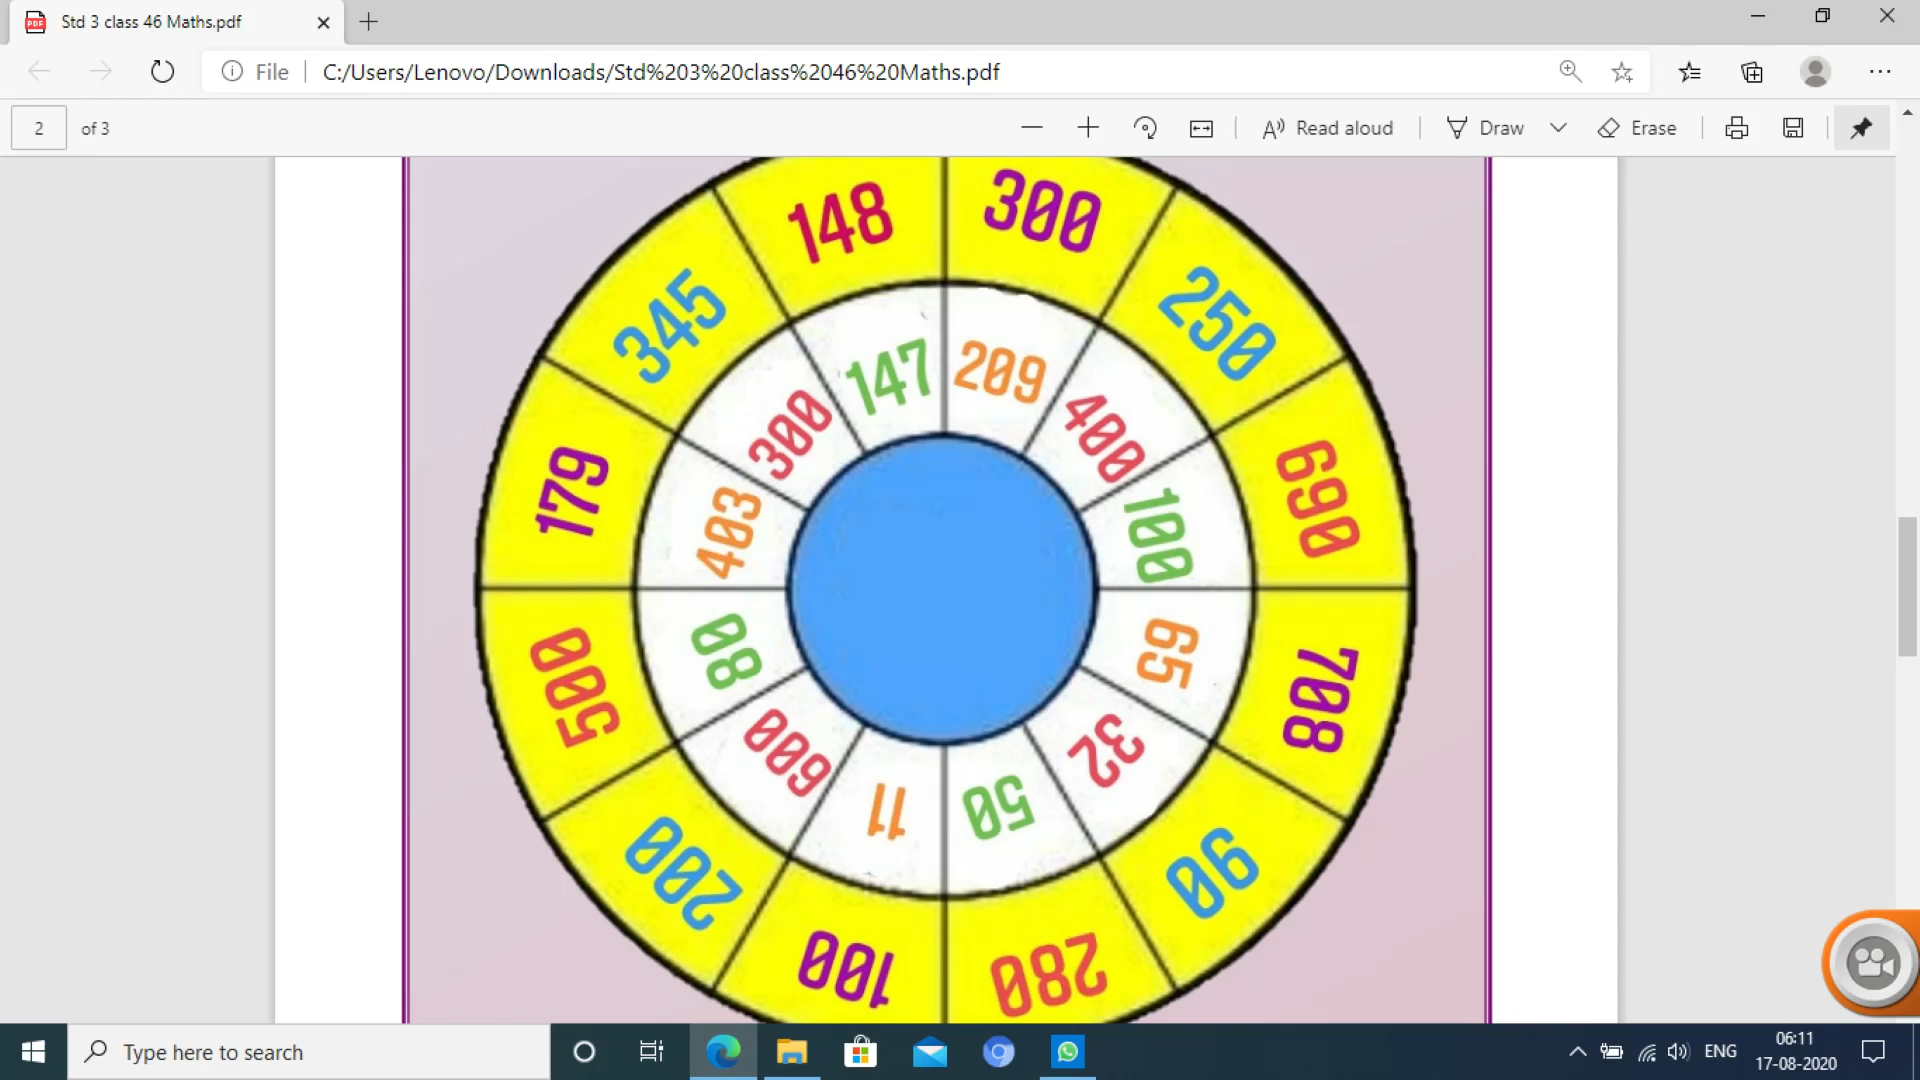 Std 3 class 46 Maths.pdf
File
C:/Users/Lenovo/Downloads/Std%203%20class%2046%20Maths.pdf
2 of 3
Read aloud
Draw
Erase
148 300
345 250
147 209
300 400
179 690
403 100
80 65
500 708
600 32
11 50
200 90
100 280
Type here to search
ENG
06:11
17-08-2020